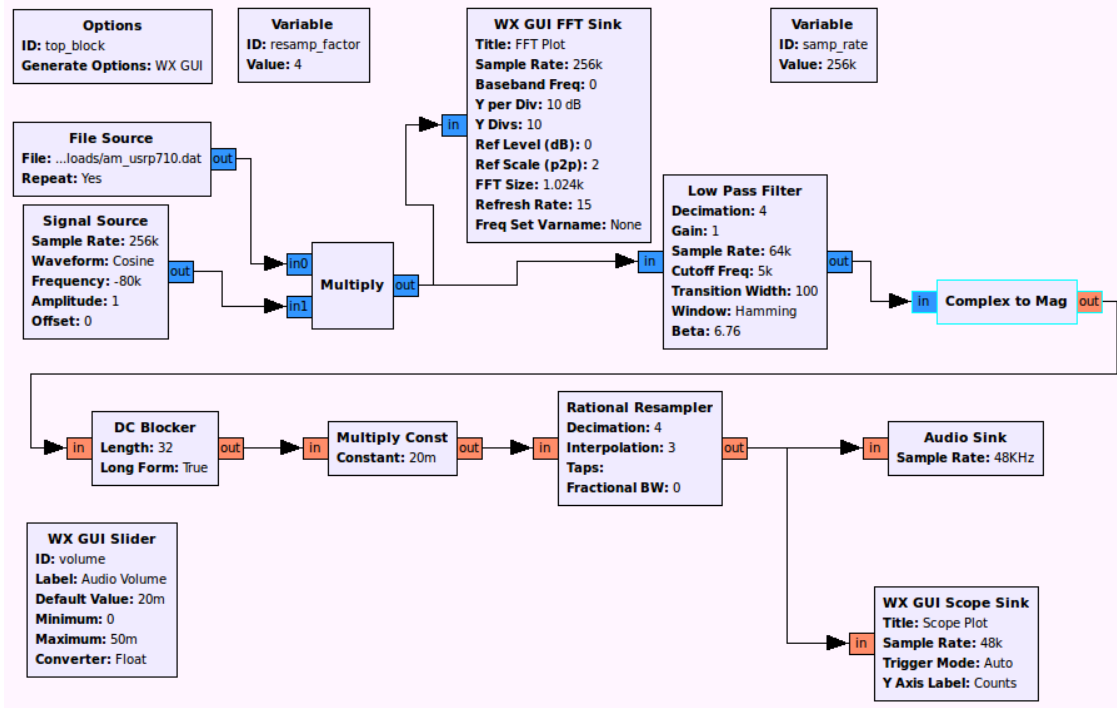 Options
ID: top_block
Generate Options: WX GUI
Variable
ID: resamp_factor
Value: 4
WX GUI FFT Sink
Title: FFT Plot
Sample Rate: 256k
Baseband Freq: 0
Y per Div: 10 dB
Y Divs: 10
Ref Level (dB): 0
Ref Scale (p2p): 2
FFT Size: 1.024k
Refresh Rate: 15
Freq Set Varname: None
in
Variable
ID: samp_rate
Value: 256k
File Source
File: ...loads/am_usrp710.dat
Repeat: Yes
out
Signal Source
Sample Rate: 256k
Waveform: Cosine
Frequency: -80k
Amplitude: 1
Offset: 0
out
in0
in1
Multiply
out
in
Low Pass Filter
Decimation: 4
Gain: 1
Sample Rate: 64k
Cutoff Freq: 5k
Transition Width: 100
Window: Hamming
Beta: 6.76
out
in
Complex to Mag
out
in
DC Blocker
Length: 32
Long Form: True
out
in
Multiply Const
Constant: 20m
out
in
Rational Resampler
Decimation: 4
Interpolation: 3
Taps:
Fractional BW: 0
out
in
Audio Sink
Sample Rate: 48KHz
WX GUI Slider
ID: volume
Label: Audio Volume
Default Value: 20m
Minimum: 0
Maximum: 50m
Converter: Float
in
WX GUI Scope Sink
Title: Scope Plot
Sample Rate: 48k
Trigger Mode: Auto
Y Axis Label: Counts